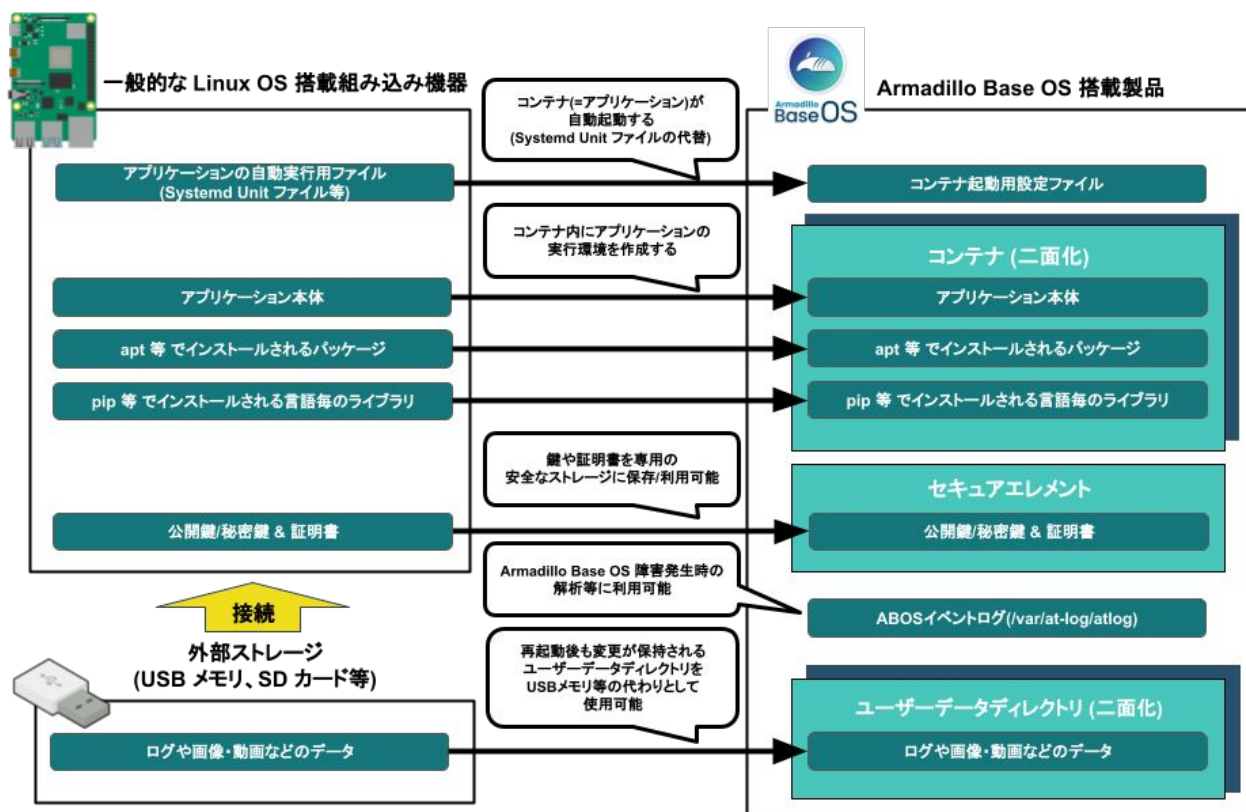 一般的な Linux OS 搭載組み込み機器
Armadillo
Base OS
Armadillo Base OS 搭載製品
コンテナ(=アプリケーション)が
自動起動する
(Systemd Unit ファイルの代替)
アプリケーションの自動実行用ファイル
(Systemd Unit ファイル等)
コンテナ起動用設定ファイル
コンテナ内にアプリケーションの
実行環境を作成する
コンテナ (二面化)
アプリケーション本体
アプリケーション本体
apt 等 でインストールされるパッケージ
apt 等 でインストールされるパッケージ
pip 等 でインストールされる言語毎のライブラリ
pip 等 でインストールされる言語毎のライブラリ
鍵や証明書を専用の
安全なストレージに保存/利用可能
セキュアエレメント
公開鍵/秘密鍵 & 証明書
公開鍵/秘密鍵 & 証明書
Armadillo Base OS 障害発生時の
解析等に利用可能
ABOSイベントログ(/var/at-log/atlog)
接続
外部ストレージ
(USB メモリ、SD カード等)
再起動後も変更が保持される
ユーザーデータディレクトリを
USBメモリ等の代わりとして
使用可能
ユーザーデータディレクトリ (二面化)
ログや画像・動画などのデータ
ログや画像・動画などのデータ